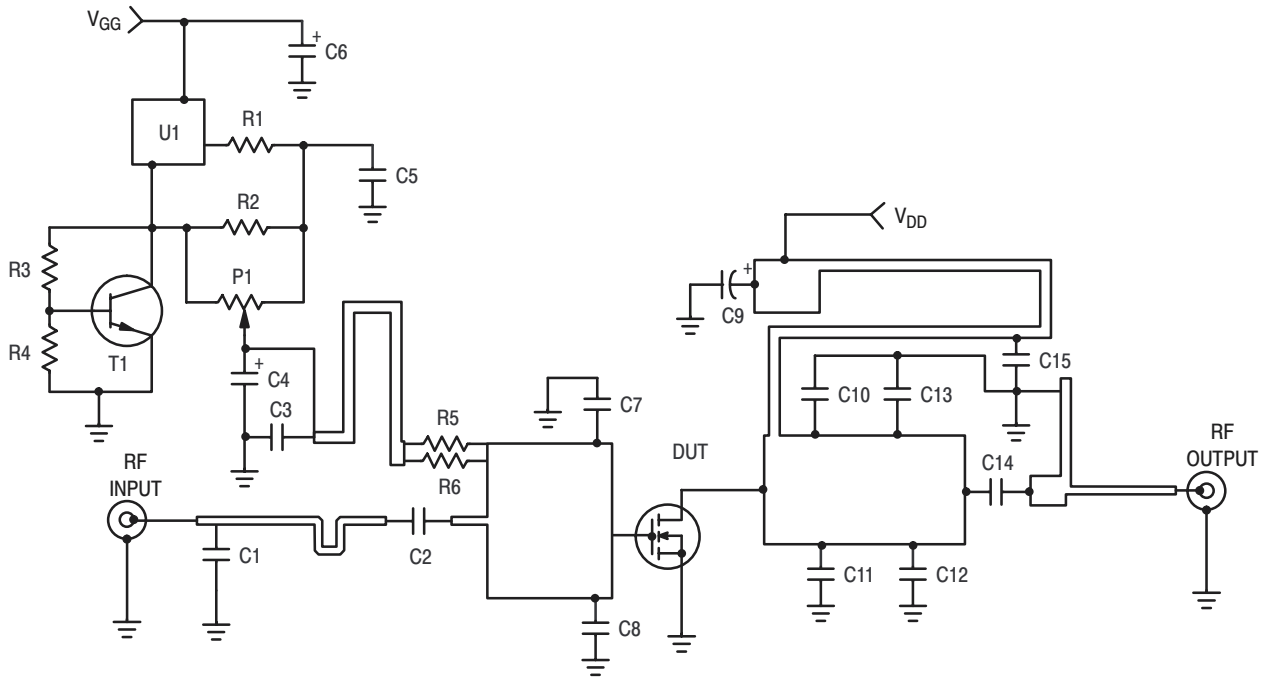 VGG
+
C6
U1
R1
C5
R2
R3
P1
R4
T1
+
C4
C3
R5
R6
C7
RF
INPUT
C1
C2
C8
DUT
VDD
+
C9
C10
C13
C15
C14
RF
OUTPUT
C11
C12